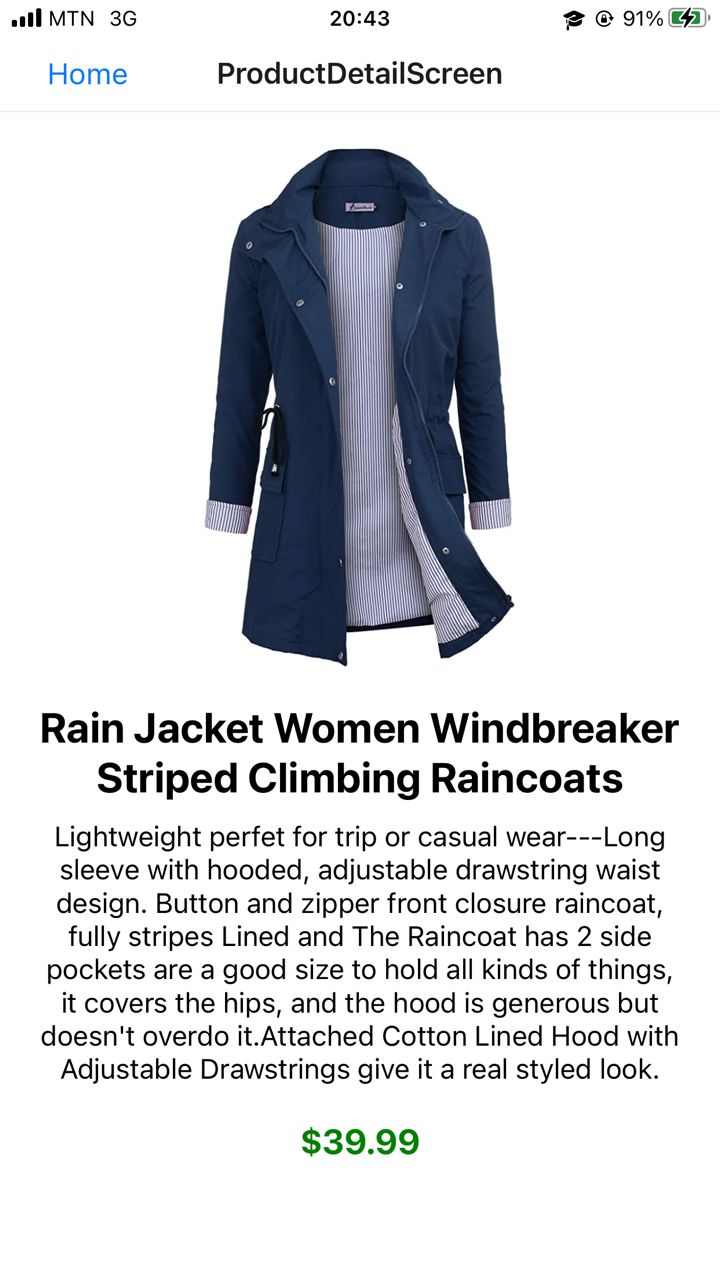 MTN 3G 20:43 91%
Home ProductDetailScreen
Rain Jacket Women Windbreaker
Striped Climbing Raincoats
Lightweight perfet for trip or casual wear---Long
sleeve with hooded, adjustable drawstring waist
design. Button and zipper front closure raincoat,
fully stripes Lined and The Raincoat has 2 side
pockets are a good size to hold all kinds of things,
it covers the hips, and the hood is generous but
doesn't overdo it.Attached Cotton Lined Hood with
Adjustable Drawstrings give it a real styled look.
$39.99